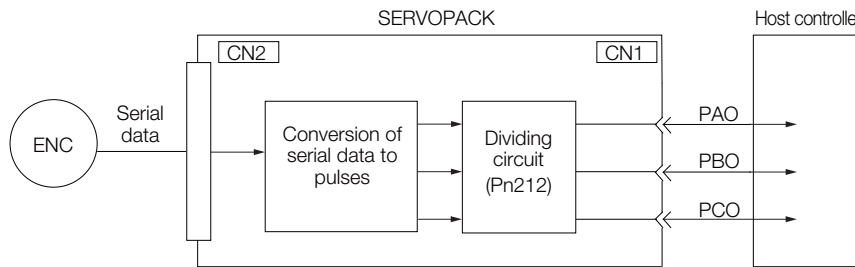 SERVOPACK
Host controlle
CN2
CN1
Serial
data
ENC
Conversion of
serial data to
pulses
Dividing
circuit
(Pn212)
PAO
PBO
PCO